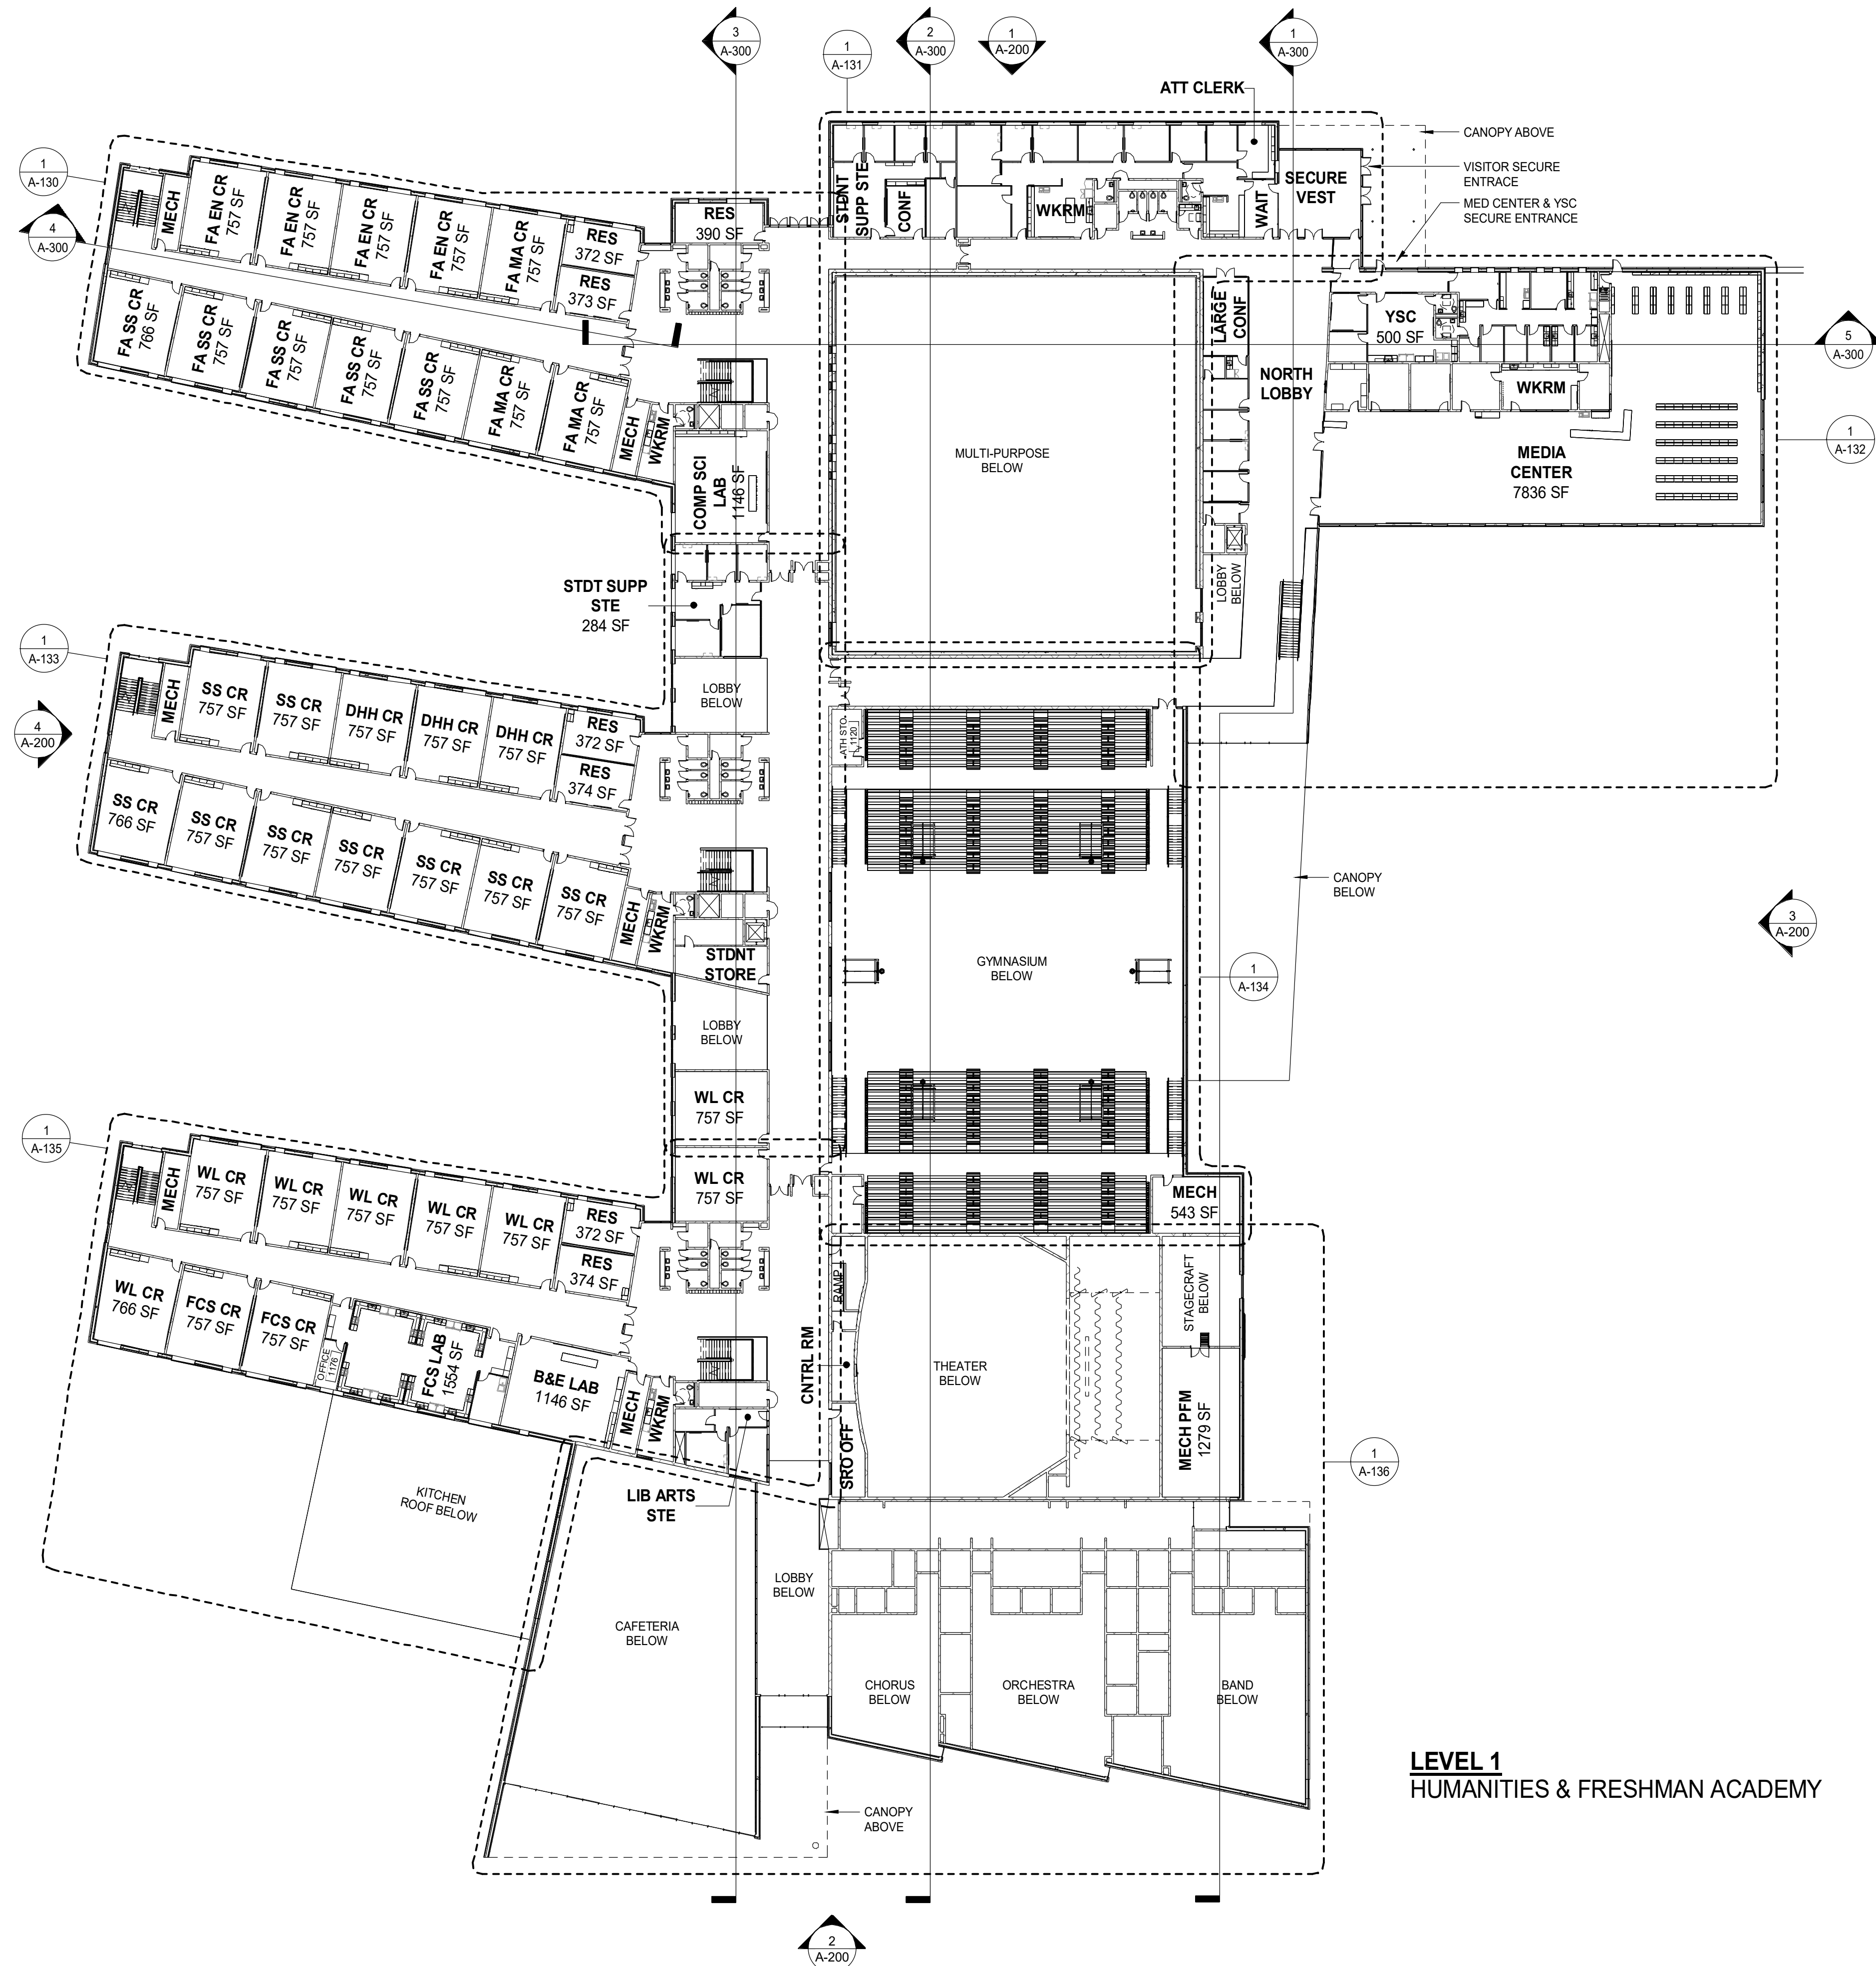 3
A-300
2
A-300
1
A-200
1
A-300
1
A-131
ATT CLERK
CANOPY ABOVE
VISITOR SECURE
ENTRACE
MED CENTER & YSC
SECURE ENTRANCE
1
A-130
4
A-300
MECH
FA EN CR
757 SF
FA EN CR
757 SF
FA EN CR
757 SF
FA EN CR
757 SF
FA MA CR
757 SF
RES
372 SF
RES
373 SF
RES
390 SF
STDNT
SUPP STE
CONF
WKRM
WAIT
SECURE
VEST
FA SS CR
766 SF
FA SS CR
757 SF
FA SS CR
757 SF
FA SS CR
757 SF
FA SS CR
757 SF
FA MA CR
757 SF
FA MA CR
757 SF
MECH
WKRM
COMP SCI
LAB
1146 SF
MULTI-PURPOSE
BELOW
LARGE
CONF
NORTH
LOBBY
YSC
500 SF
WKRM
MEDIA
CENTER
7836 SF
5
A-300
1
A-132
STDT SUPP
STE
284 SF
LOBBY
BELOW
LOBBY
BELOW
1
A-133
4
A-200
MECH
SS CR
757 SF
SS CR
757 SF
DHH CR
757 SF
DHH CR
757 SF
DHH CR
757 SF
RES
372 SF
RES
374 SF
ATH STO
1120
SS CR
766 SF
SS CR
757 SF
SS CR
757 SF
SS CR
757 SF
SS CR
757 SF
SS CR
757 SF
SS CR
757 SF
MECH
WKRM
STDNT
STORE
LOBBY
BELOW
GYMNASIUM
BELOW
CANOPY
BELOW
3
A-200
1
A-134
WL CR
757 SF
1
A-135
MECH
WL CR
757 SF
WL CR
757 SF
WL CR
757 SF
WL CR
757 SF
WL CR
757 SF
RES
372 SF
RES
374 SF
WL CR
757 SF
MECH
543 SF
WL CR
766 SF
FCS CR
757 SF
FCS CR
757 SF
OFFICE
1176
FCS LAB
1554 SF
B&E LAB
1146 SF
MECH
WKRM
CNTRL RM
RAMP
SRO OFF
THEATER
BELOW
STAGECRAFT
BELOW
MECH PFM
1279 SF
1
A-136
KITCHEN
ROOF BELOW
LIB ARTS
STE
LOBBY
BELOW
CAFETERIA
BELOW
CHORUS
BELOW
ORCHESTRA
BELOW
BAND
BELOW
CANOPY
ABOVE
LEVEL 1
HUMANITIES & FRESHMAN ACADEMY
2
A-200